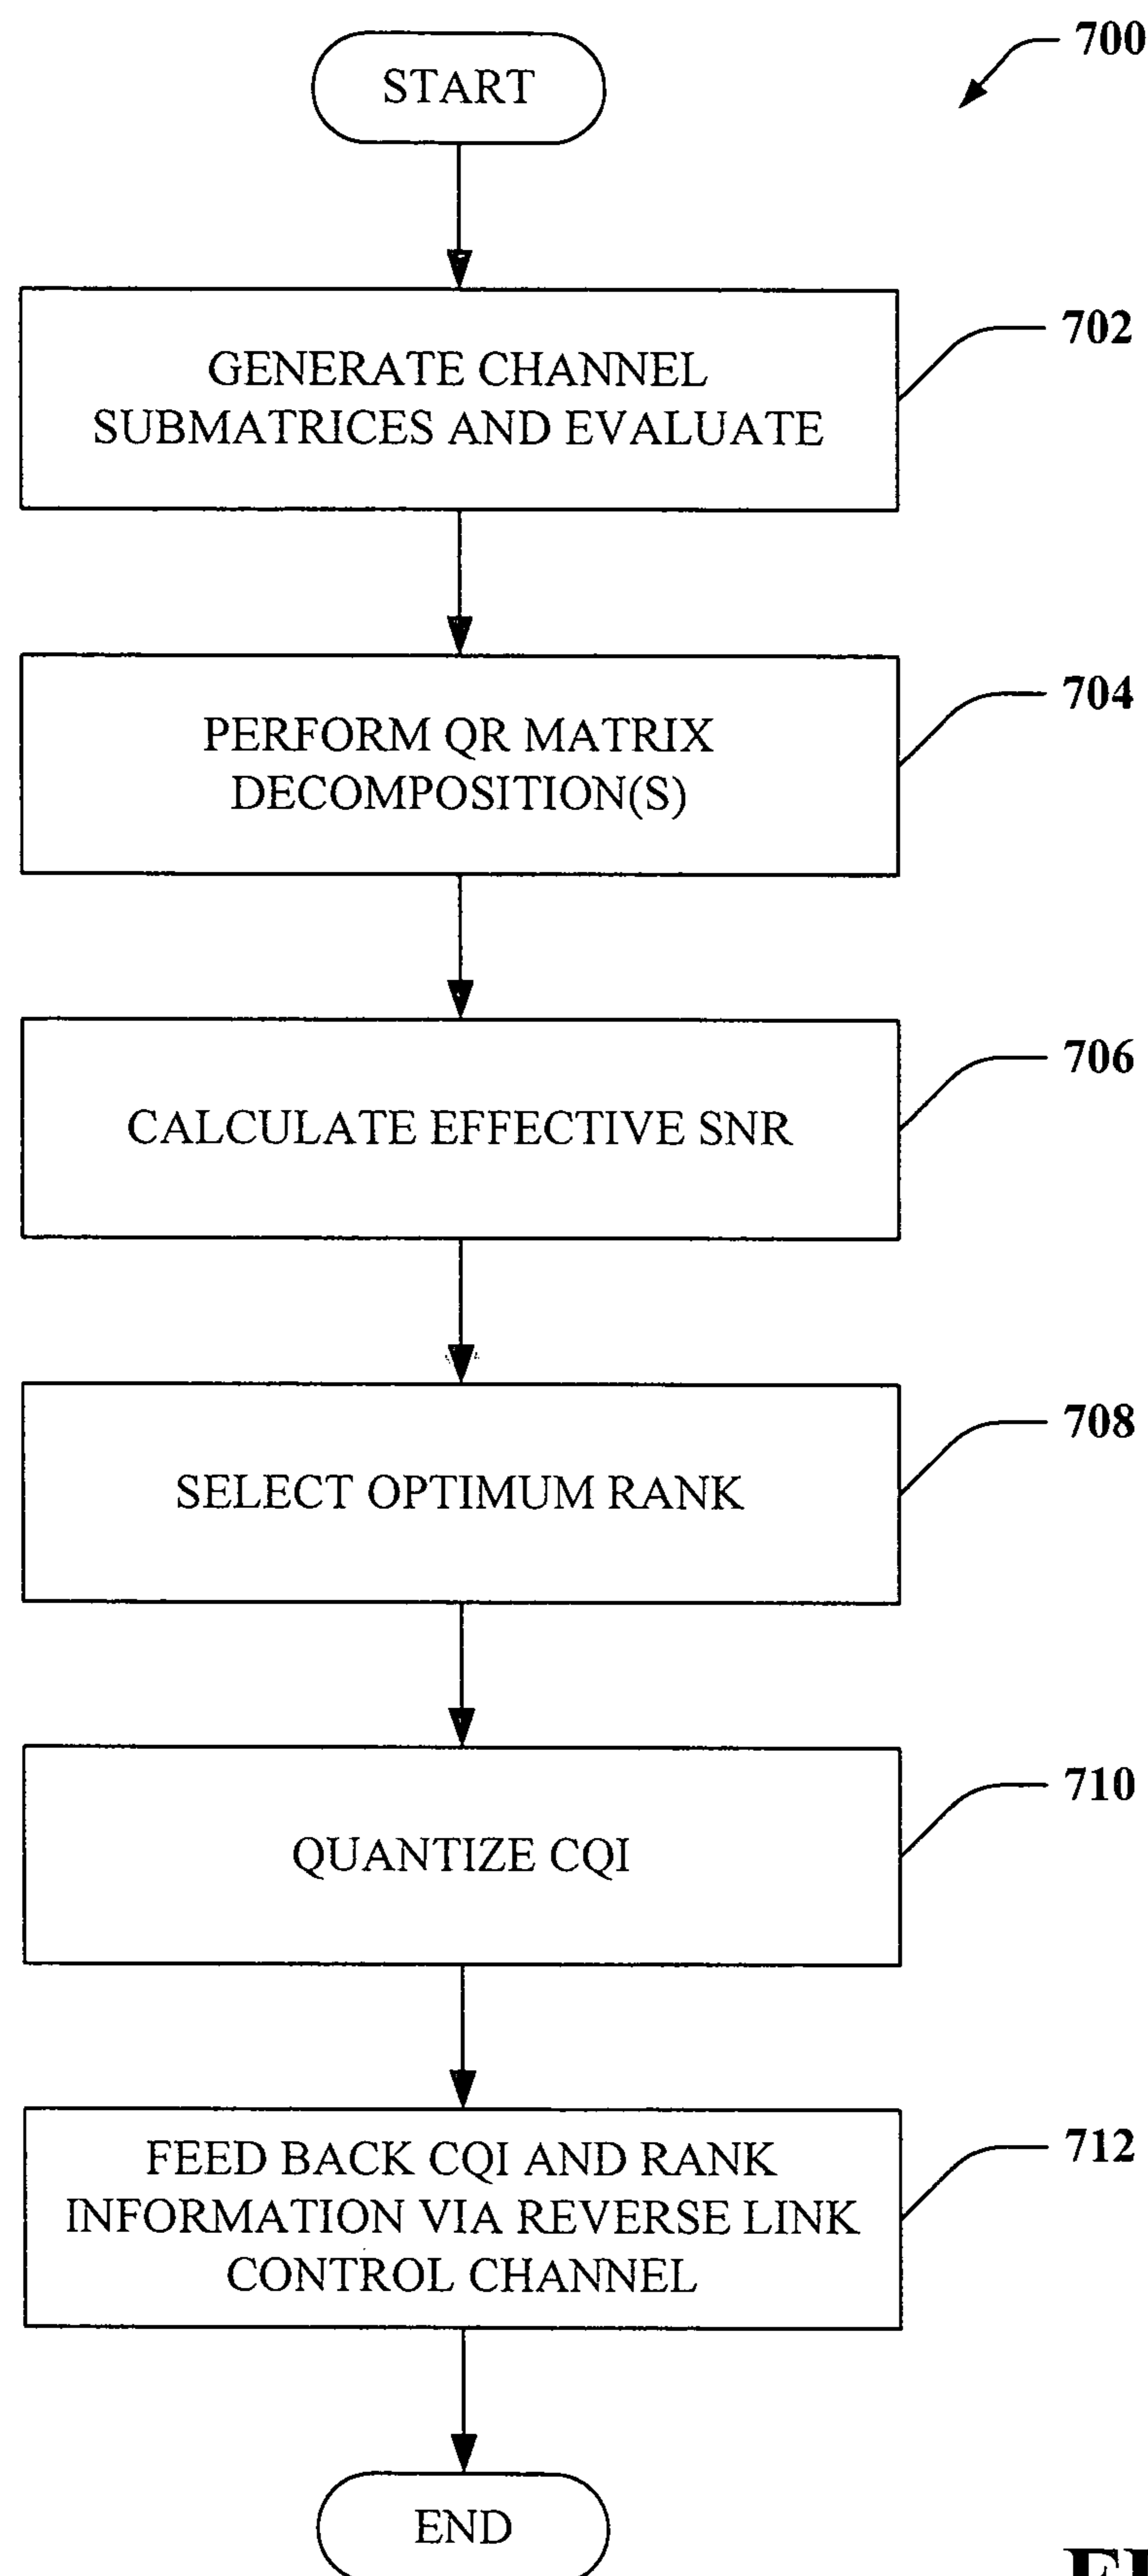 START
700
GENERATE CHANNEL
SUBMATRICES AND EVALUATE
702
PERFORM QR MATRIX
DECOMPOSITION(S)
704
CALCULATE EFFECTIVE SNR
706
SELECT OPTIMUM RANK
708
QUANTIZE CQI
710
FEED BACK CQI AND RANK
INFORMATION VIA REVERSE LINK
CONTROL CHANNEL
712
END